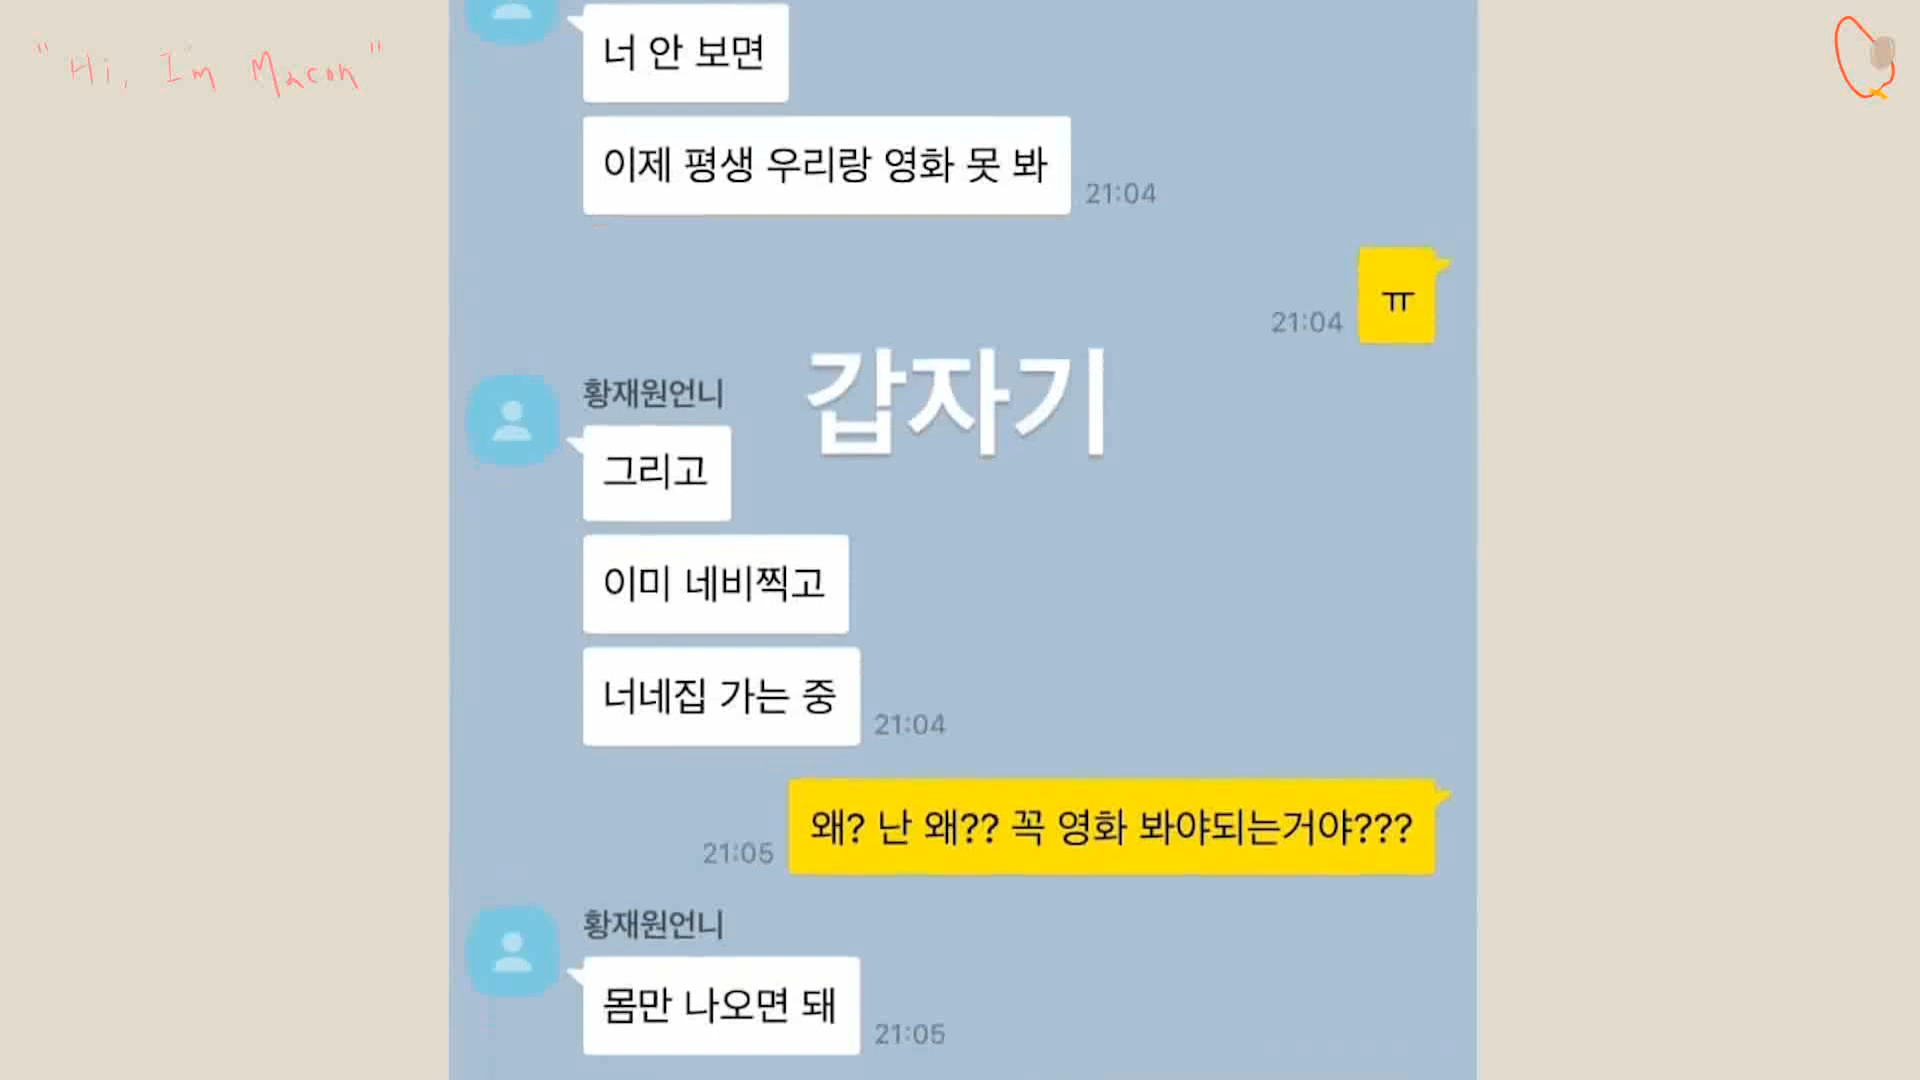 "Hi, I'm Macon"
너 안 보면
이제 평생 우리랑 영화 못 봐
21:04
ㅠ
21:04
갑자기
황재원언니
그리고
이미 네비찍고
너네집 가는 중
21:04
왜? 난 왜?? 꼭 영화 봐야되는거야???
21:05
황재원언니
몸만 나오면 돼
21:05